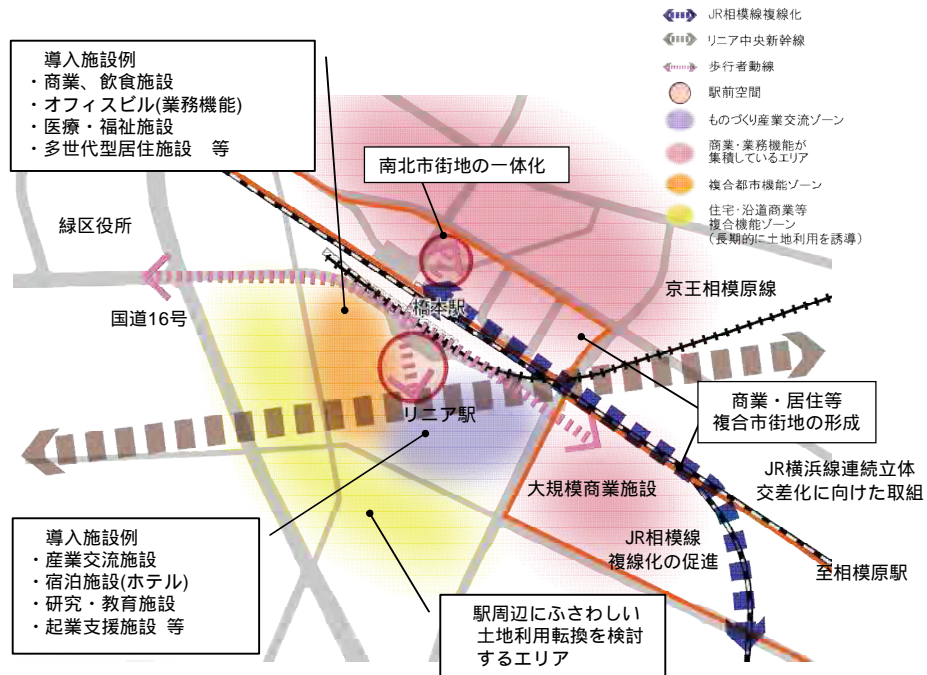 JR相模線複線化
リニア中央新幹線
歩行者動線
駅前空間
ものづくり産業交流ゾーン
商業・業務機能が
集積しているエリア
複合都市機能ゾーン
住宅・沿道商業等
複合機能ゾーン
(長期的に土地利用を誘導)
導入施設例
・商業、飲食施設
・オフィスビル(業務機能)
・医療・福祉施設
・多世代型居住施設 等
南北市街地の一体化
緑区役所
国道16号
橋本駅
京王相模原線
リニア駅
商業・居住等
複合市街地の形成
大規模商業施設
JR横浜線連続立体
交差化に向けた取組
JR相模線
複線化の促進
至相模原駅
導入施設例
・産業交流施設
・宿泊施設(ホテル)
・研究・教育施設
・起業支援施設 等
駅周辺にふさわしい
土地利用転換を検討
するエリア